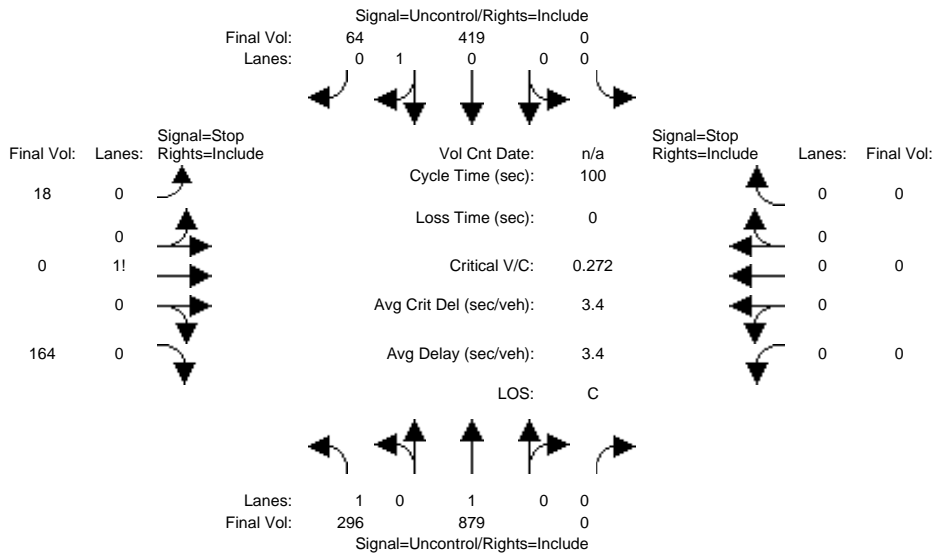 Signal=Uncontrol/Rights=Include
Final Vol: 64 419 0
Lanes: 0 1 0 0 0
Signal=Stop Signal=Stop
Final Vol: Lanes: Rights=Include Vol Cnt Date: n/a Rights=Include Lanes: Final Vol:
Cycle Time (sec): 100
18 0 0 0
Loss Time (sec): 0
0 0
0 1! Critical V/C: 0.272 0 0
0 Avg Crit Del (sec/veh): 3.4 0
164 0 Avg Delay (sec/veh): 3.4 0 0
LOS: C
Lanes: 1 0 1 0 0
Final Vol: 296 879 0
Signal=Uncontrol/Rights=Include